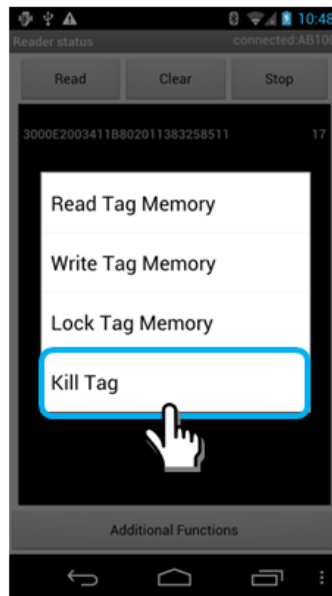 10:48
Reader status connected:AB100
Read Clear Stop
3000E2003411B802011383258511 17
Read Tag Memory
Write Tag Memory
Lock Tag Memory
Kill Tag
Additional Functions